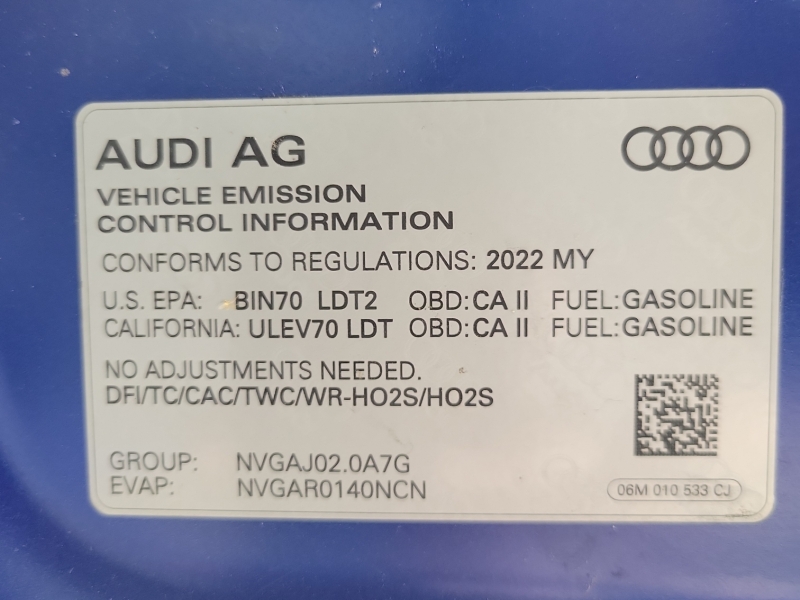 AUDI AG
VEHICLE EMISSION
CONTROL INFORMATION
CONFORMS TO REGULATIONS: 2022 MY
U.S. EPA: BIN70 LDT2 OBD:CA II FUEL:GASOLINE
CALIFORNIA: ULEV70 LDT OBD:CA II FUEL:GASOLINE
NO ADJUSTMENTS NEEDED.
DFI/TC/CAC/TWC/WR-HO2S/HO2S
GROUP: NVGAJ02.0A7G
EVAP: NVGAR0140NCN
06M 010 533 CJ